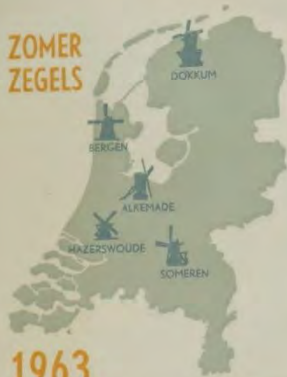 ZOMER
ZEGELS
DOKKUM
BERGEN
ALKEMADE
HAZERSWOUDE
SOMEREN
1963